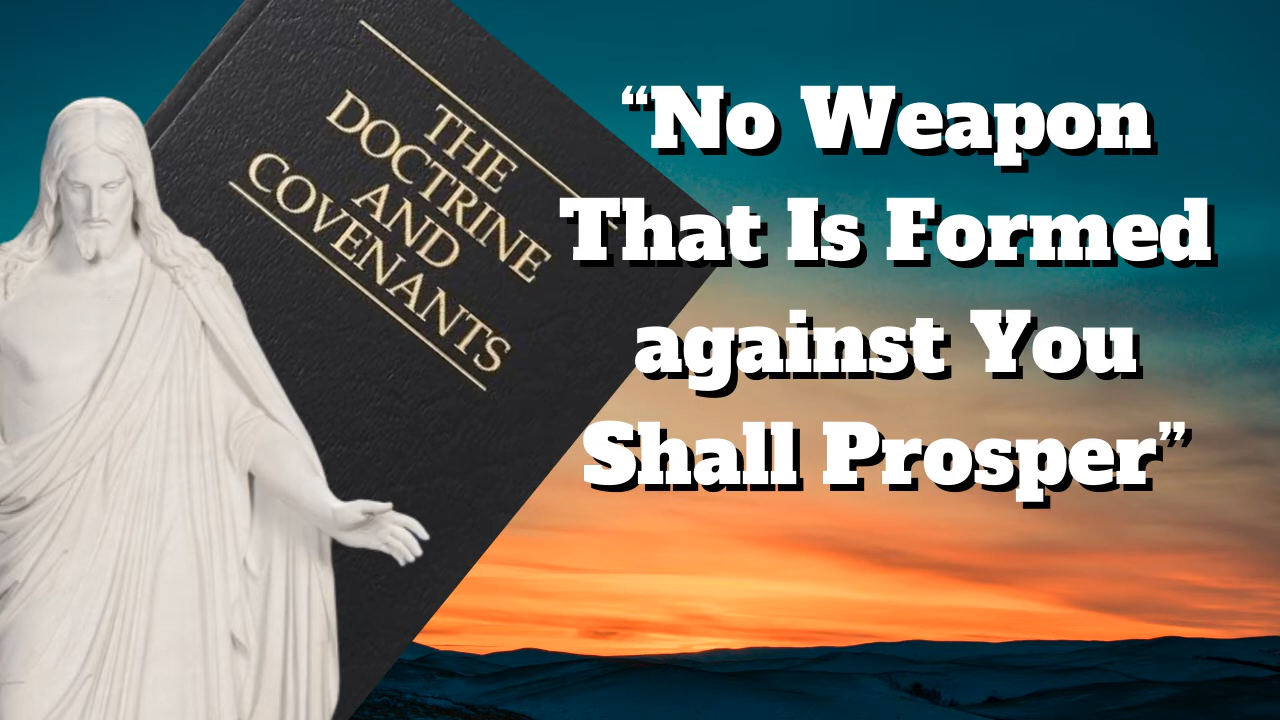 THE
DOCTRINE
AND
COVENANTS
“No Weapon
That Is Formed
against You
Shall Prosper”